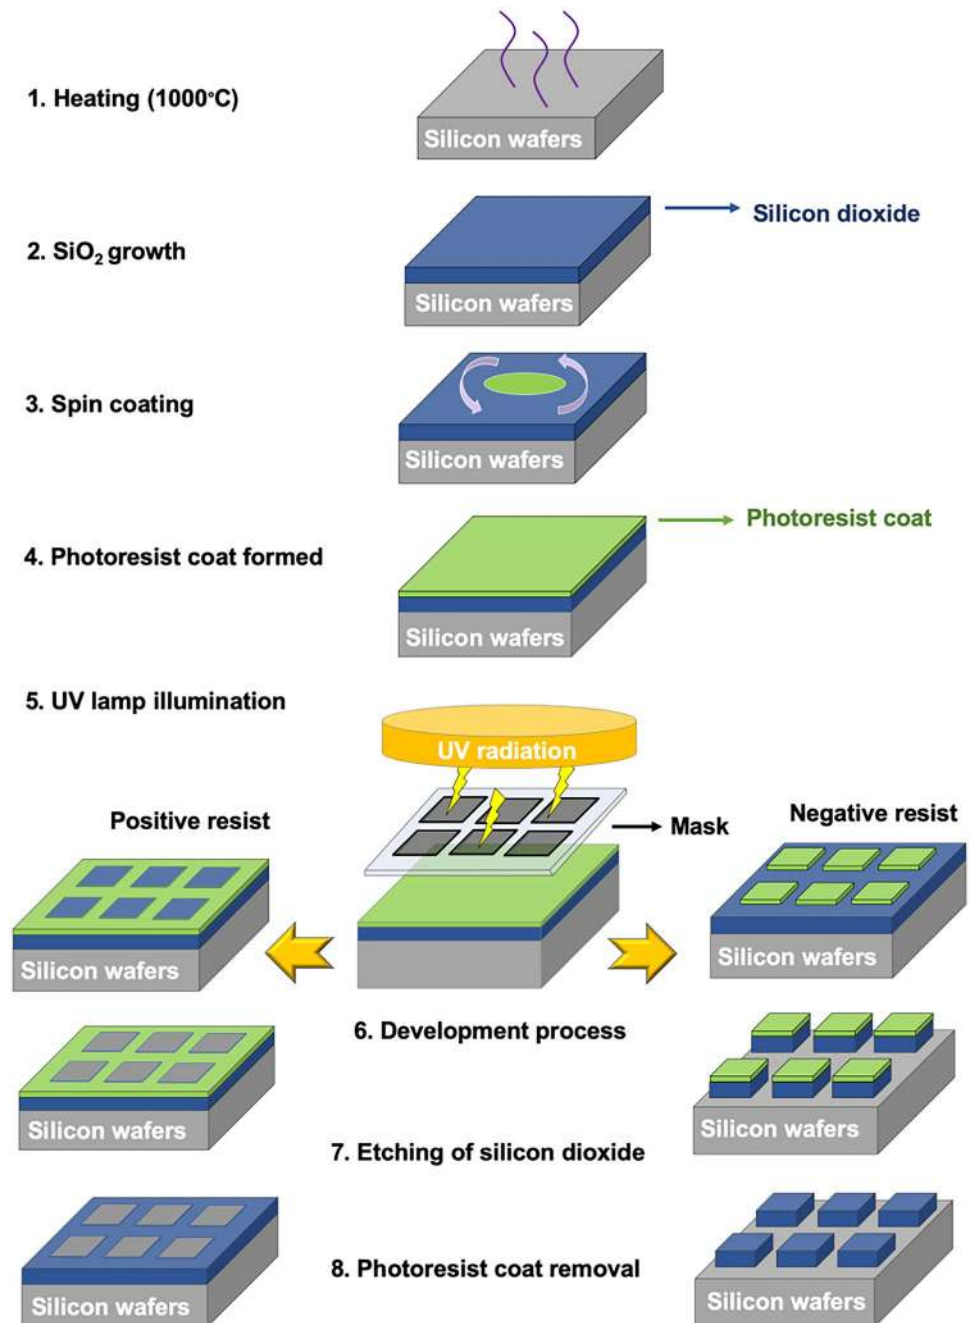 1. Heating (1000°C)
Silicon wafers
Silicon dioxide
2. SiO₂ growth
Silicon wafers
3. Spin coating
Silicon wafers
Photoresist coat
4. Photoresist coat formed
Silicon wafers
5. UV lamp illumination
UV radiation
Positive resist
Mask
Negative resist
Silicon wafers
Silicon wafers
6. Development process
Silicon wafers
Silicon wafers
7. Etching of silicon dioxide
8. Photoresist coat removal
Silicon wafers
Silicon wafers